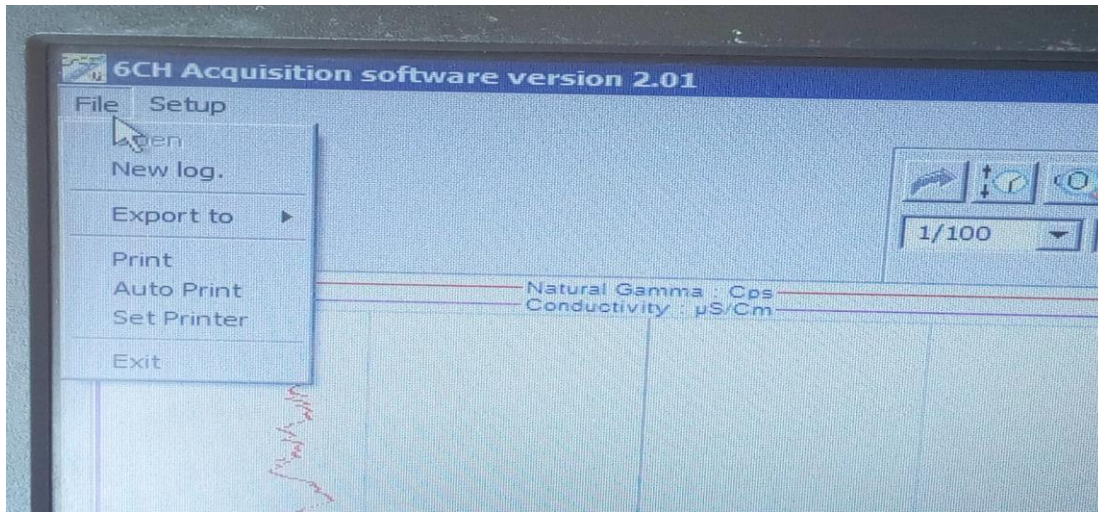 6CH Acquisition software version 2.01
File Setup
Open
New log.
Export to
1/100
Print
Auto Print
Set Printer
Exit
Natural Gamma : Cps
Conductivity : µS/Cm